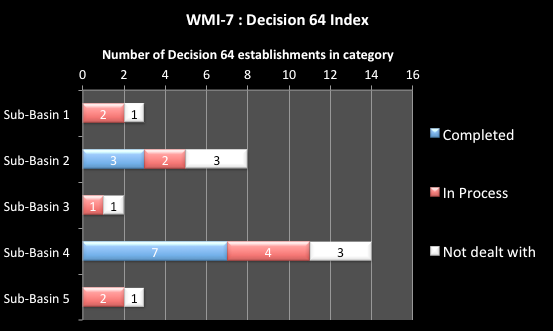 WMI-7 : Decision 64 Index
Number of Decision 64 establishments in category
0 2 4 6 8 10 12 14 16
Sub-Basin 1 2 1
Sub-Basin 2 3 2 3
Sub-Basin 3 1 1
Sub-Basin 4 7 4 3
Sub-Basin 5 2 1
Completed
In Process
Not dealt with